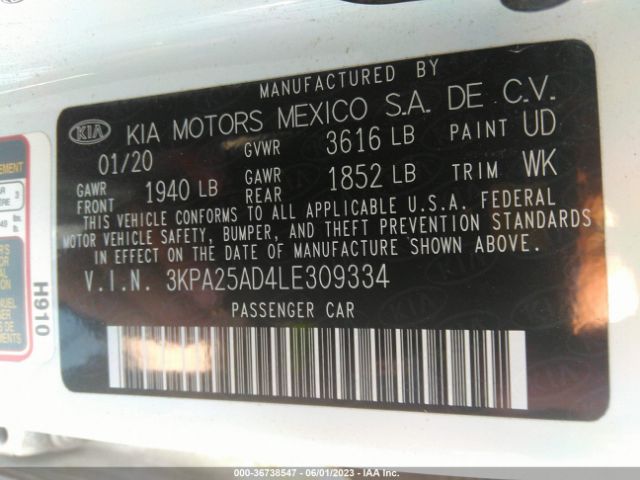 MANUFACTURED BY
KIA KIA MOTORS MEXICO S.A. DE C.V.
01/20 GVWR 3616 LB PAINT UD
GAWR FRONT 1940 LB GAWR REAR 1852 LB TRIM WK
THIS VEHICLE CONFORMS TO ALL APPLICABLE U.S.A. FEDERAL
MOTOR VEHICLE SAFETY, BUMPER, AND THEFT PREVENTION STANDARDS
IN EFFECT ON THE DATE OF MANUFACTURE SHOWN ABOVE.
V.I.N. 3KPA25AD4LE309334
PASSENGER CAR
H910
000-36738547 - 06/01/2023 - IAA Inc.